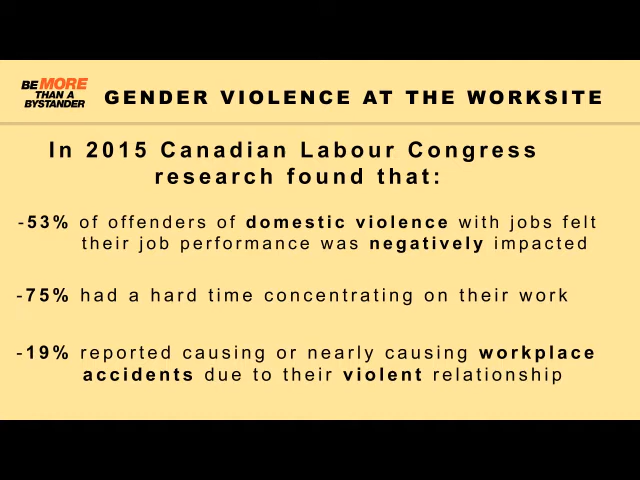 BE MORE
THAN A
BYSTANDER
GENDER VIOLENCE AT THE WORKSITE
In 2015 Canadian Labour Congress
research found that:
-53% of offenders of domestic violence with jobs felt
their job performance was negatively impacted
-75% had a hard time concentrating on their work
-19% reported causing or nearly causing workplace
accidents due to their violent relationship